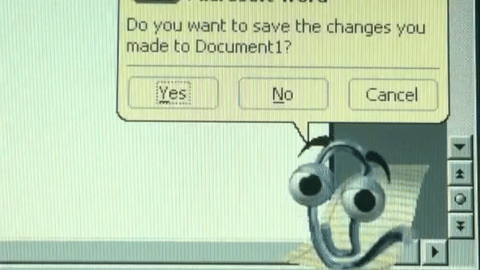 Microsoft Word
Do you want to save the changes you
made to Document1?
Yes No Cancel